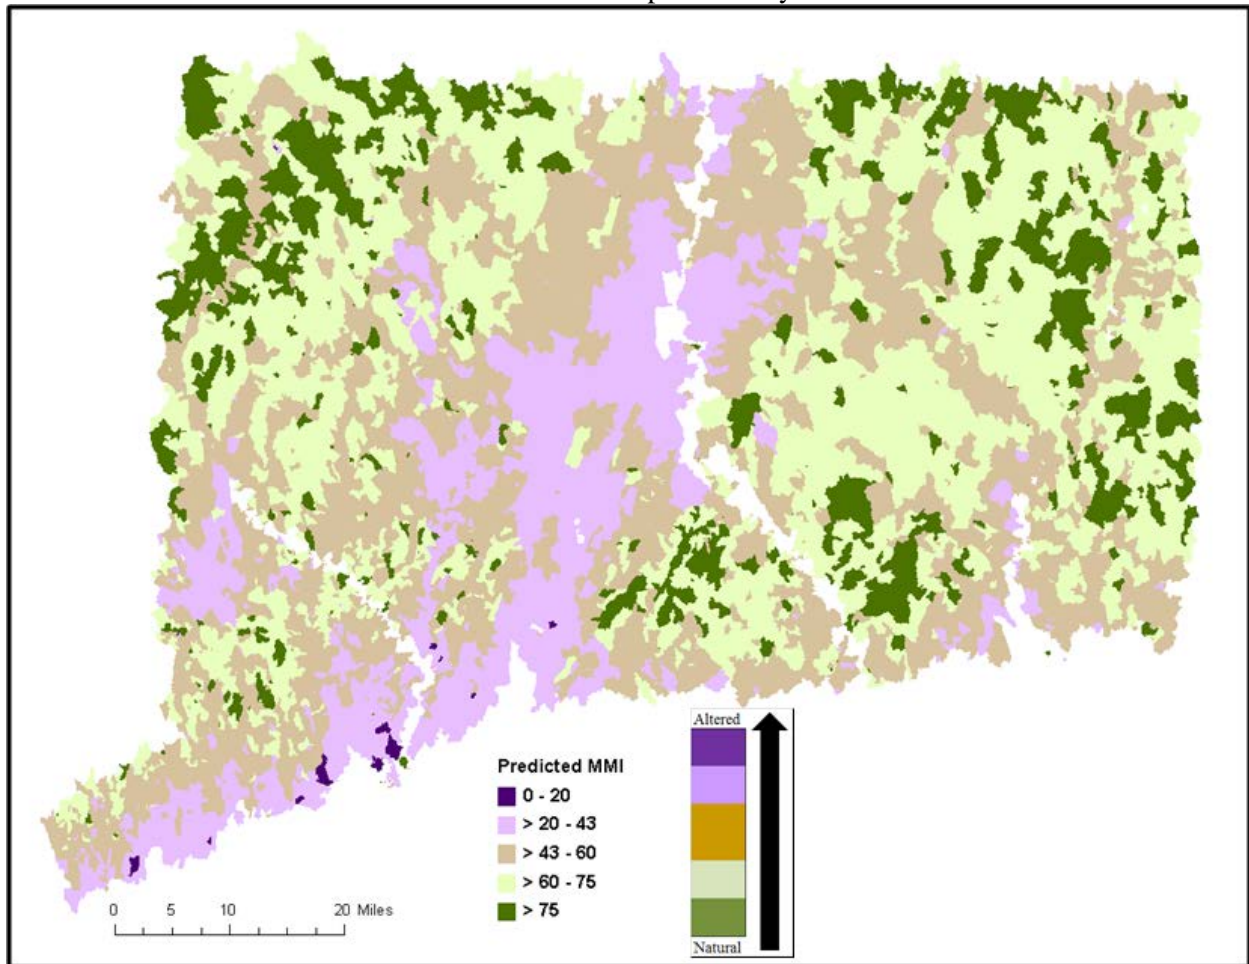 Altered
Natural
Predicted MMI
0 - 20
> 20 - 43
> 43 - 60
> 60 - 75
> 75
0 5 10 20 Miles